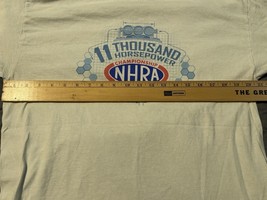 11 THOUSAND
HORSEPOWER
CHAMPIONSHIP
NHRA
THE GRE